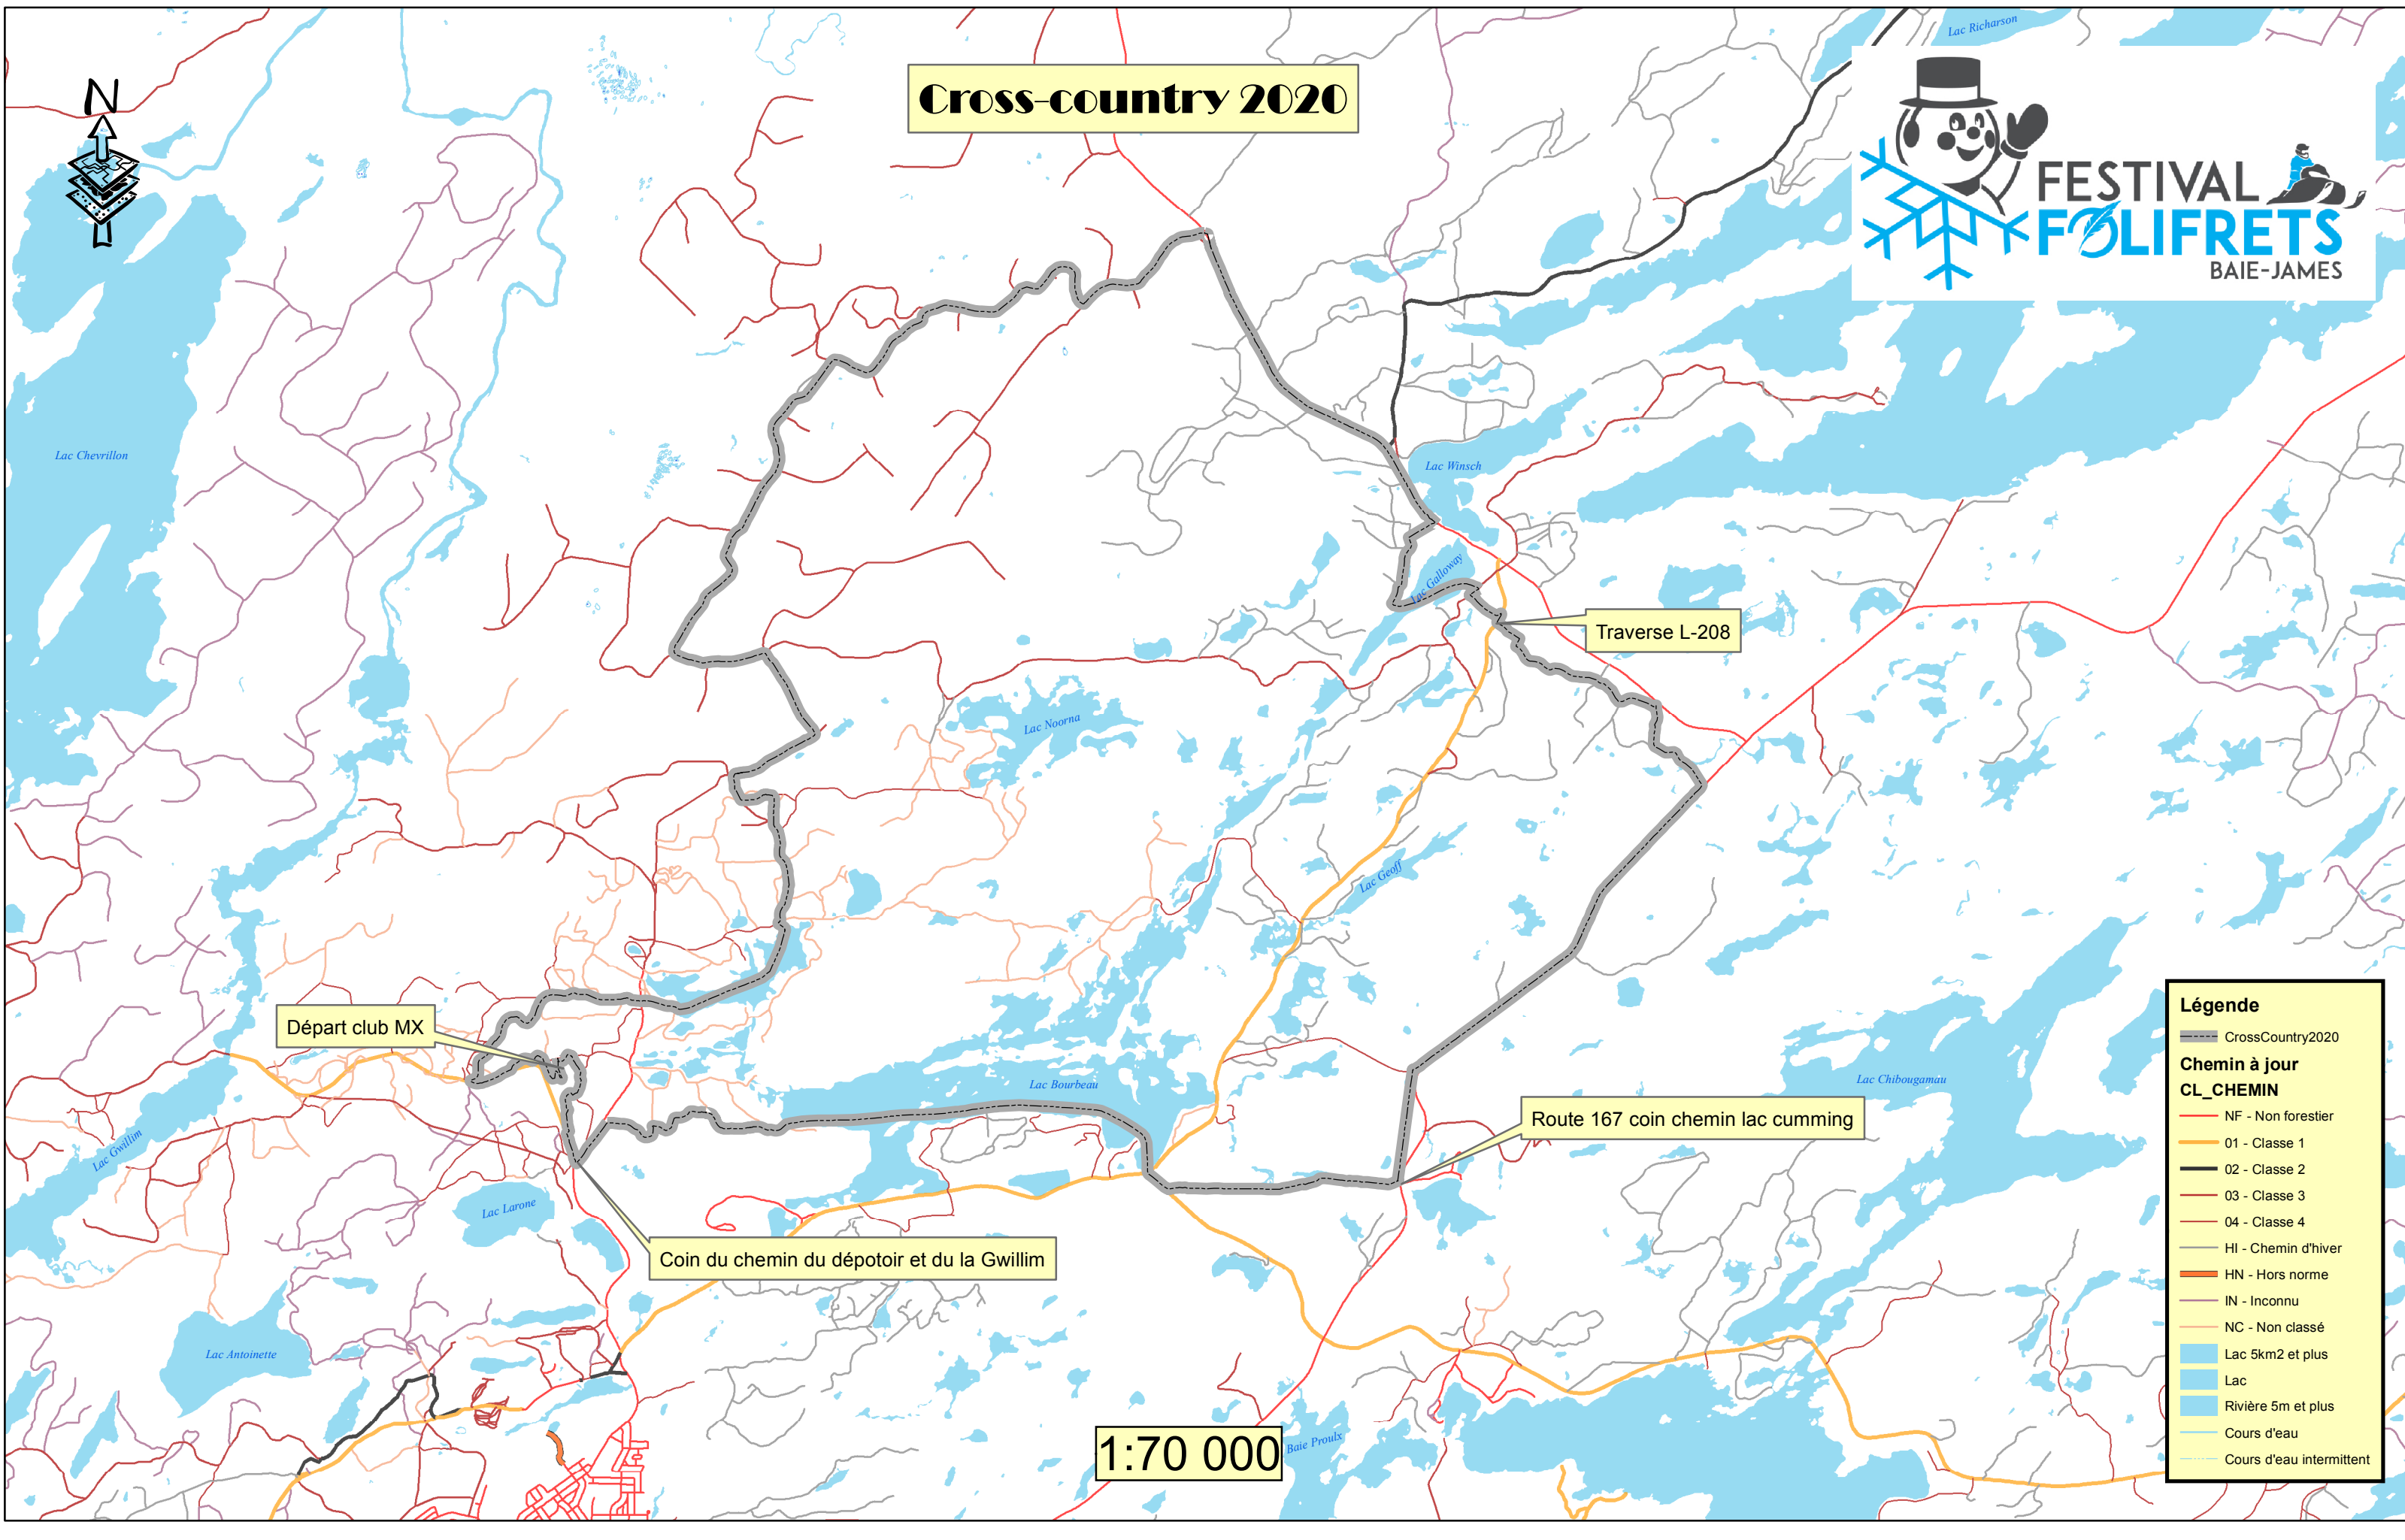 Lac Richarson
N
Cross-country 2020
FESTIVAL
FOLIFRETS
BAIE-JAMES
Lac Chevrillon
Lac Winsch
Lac Galloway
Traverse L-208
Lac Noorna
Lac Geoff
Départ club MX
Lac Bourbeau
Lac Chibougamau
Route 167 coin chemin lac cumming
Lac Gwillim
Lac Larone
Coin du chemin du dépotoir et du la Gwillim
Lac Antoinette
1:70 000
Baie Proulx
Légende
CrossCountry2020
Chemin à jour
CL_CHEMIN
NF - Non forestier
01 - Classe 1
02 - Classe 2
03 - Classe 3
04 - Classe 4
HI - Chemin d'hiver
HN - Hors norme
IN - Inconnu
NC - Non classé
Lac 5km2 et plus
Lac
Rivière 5m et plus
Cours d'eau
Cours d'eau intermittent